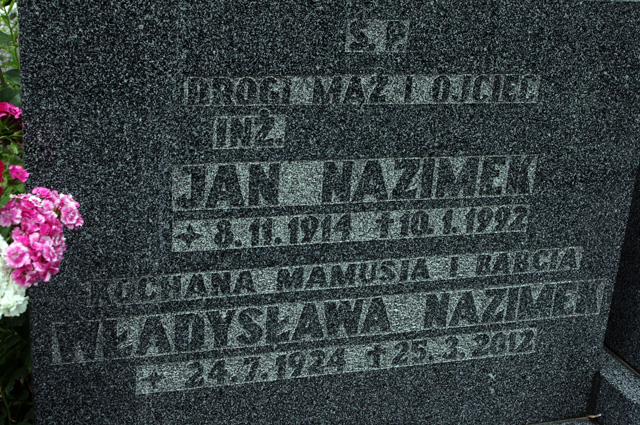 Ś.P.
DROGI MĄŻ I OJCIEC
INŻ.
JAN NAZIMEK
✦ 8.11.1914 ✝ 10.1.1992
KOCHANA MAMUSIA I BABCIA
WŁADYSŁAWA NAZIMEK
✦ 24.7.1924 ✝ 25.3.2012